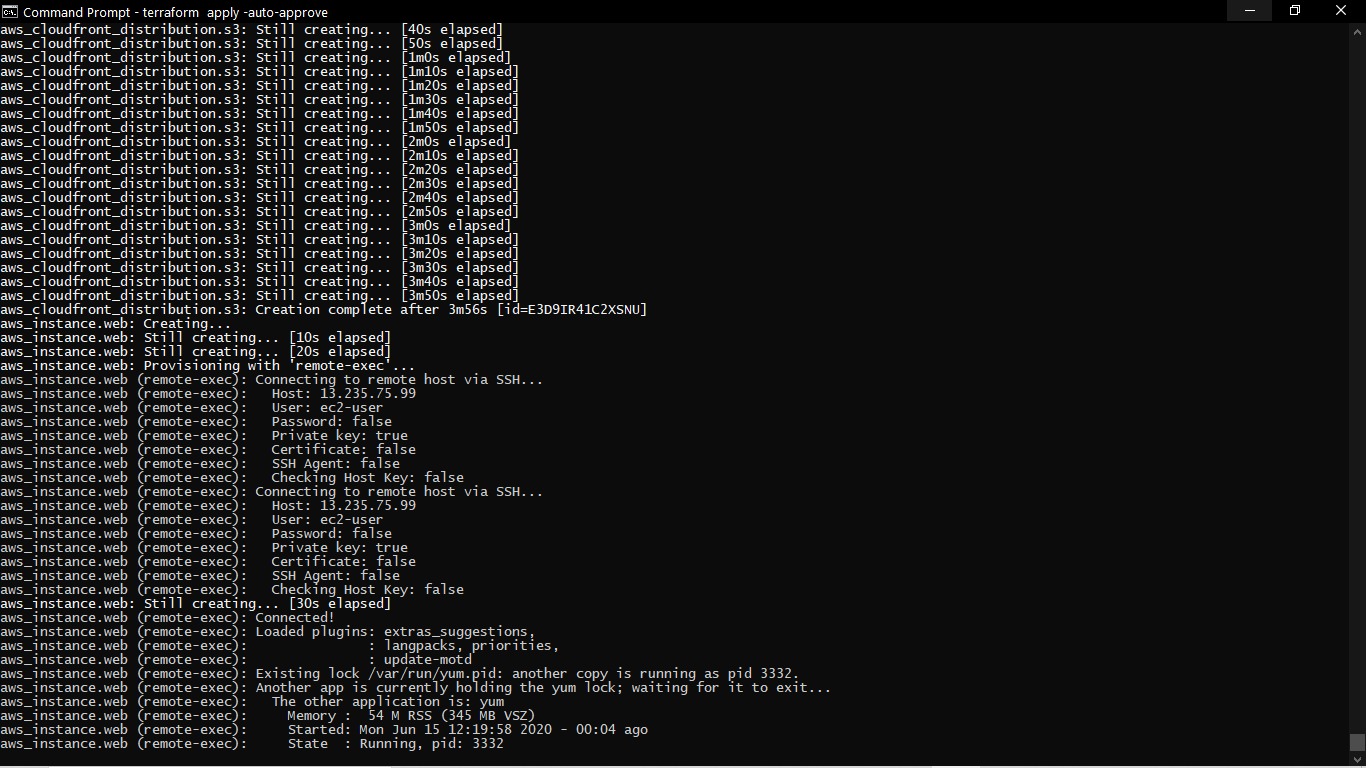 Command Prompt - terraform  apply -auto-approve
aws_cloudfront_distribution.s3: Still creating... [40s elapsed]
aws_cloudfront_distribution.s3: Still creating... [50s elapsed]
aws_cloudfront_distribution.s3: Still creating... [1m0s elapsed]
aws_cloudfront_distribution.s3: Still creating... [1m10s elapsed]
aws_cloudfront_distribution.s3: Still creating... [1m20s elapsed]
aws_cloudfront_distribution.s3: Still creating... [1m30s elapsed]
aws_cloudfront_distribution.s3: Still creating... [1m40s elapsed]
aws_cloudfront_distribution.s3: Still creating... [1m50s elapsed]
aws_cloudfront_distribution.s3: Still creating... [2m0s elapsed]
aws_cloudfront_distribution.s3: Still creating... [2m10s elapsed]
aws_cloudfront_distribution.s3: Still creating... [2m20s elapsed]
aws_cloudfront_distribution.s3: Still creating... [2m30s elapsed]
aws_cloudfront_distribution.s3: Still creating... [2m40s elapsed]
aws_cloudfront_distribution.s3: Still creating... [2m50s elapsed]
aws_cloudfront_distribution.s3: Still creating... [3m0s elapsed]
aws_cloudfront_distribution.s3: Still creating... [3m10s elapsed]
aws_cloudfront_distribution.s3: Still creating... [3m20s elapsed]
aws_cloudfront_distribution.s3: Still creating... [3m30s elapsed]
aws_cloudfront_distribution.s3: Still creating... [3m40s elapsed]
aws_cloudfront_distribution.s3: Still creating... [3m50s elapsed]
aws_cloudfront_distribution.s3: Creation complete after 3m56s [id=E3D9IR41C2XSNU]
aws_instance.web: Creating...
aws_instance.web: Still creating... [10s elapsed]
aws_instance.web: Still creating... [20s elapsed]
aws_instance.web: Provisioning with 'remote-exec'...
aws_instance.web (remote-exec): Connecting to remote host via SSH...
aws_instance.web (remote-exec):   Host: 13.235.75.99
aws_instance.web (remote-exec):   User: ec2-user
aws_instance.web (remote-exec):   Password: false
aws_instance.web (remote-exec):   Private key: true
aws_instance.web (remote-exec):   Certificate: false
aws_instance.web (remote-exec):   SSH Agent: false
aws_instance.web (remote-exec):   Checking Host Key: false
aws_instance.web (remote-exec): Connecting to remote host via SSH...
aws_instance.web (remote-exec):   Host: 13.235.75.99
aws_instance.web (remote-exec):   User: ec2-user
aws_instance.web (remote-exec):   Password: false
aws_instance.web (remote-exec):   Private key: true
aws_instance.web (remote-exec):   Certificate: false
aws_instance.web (remote-exec):   SSH Agent: false
aws_instance.web (remote-exec):   Checking Host Key: false
aws_instance.web: Still creating... [30s elapsed]
aws_instance.web (remote-exec): Connected!
aws_instance.web (remote-exec): Loaded plugins: extras_suggestions,
aws_instance.web (remote-exec):               : langpacks, priorities,
aws_instance.web (remote-exec):               : update-motd
aws_instance.web (remote-exec): Existing lock /var/run/yum.pid: another copy is running as pid 3332.
aws_instance.web (remote-exec): Another app is currently holding the yum lock; waiting for it to exit...
aws_instance.web (remote-exec):   The other application is: yum
aws_instance.web (remote-exec):     Memory :  54 M RSS (345 MB VSZ)
aws_instance.web (remote-exec):     Started: Mon Jun 15 12:19:58 2020 - 00:04 ago
aws_instance.web (remote-exec):     State  : Running, pid: 3332